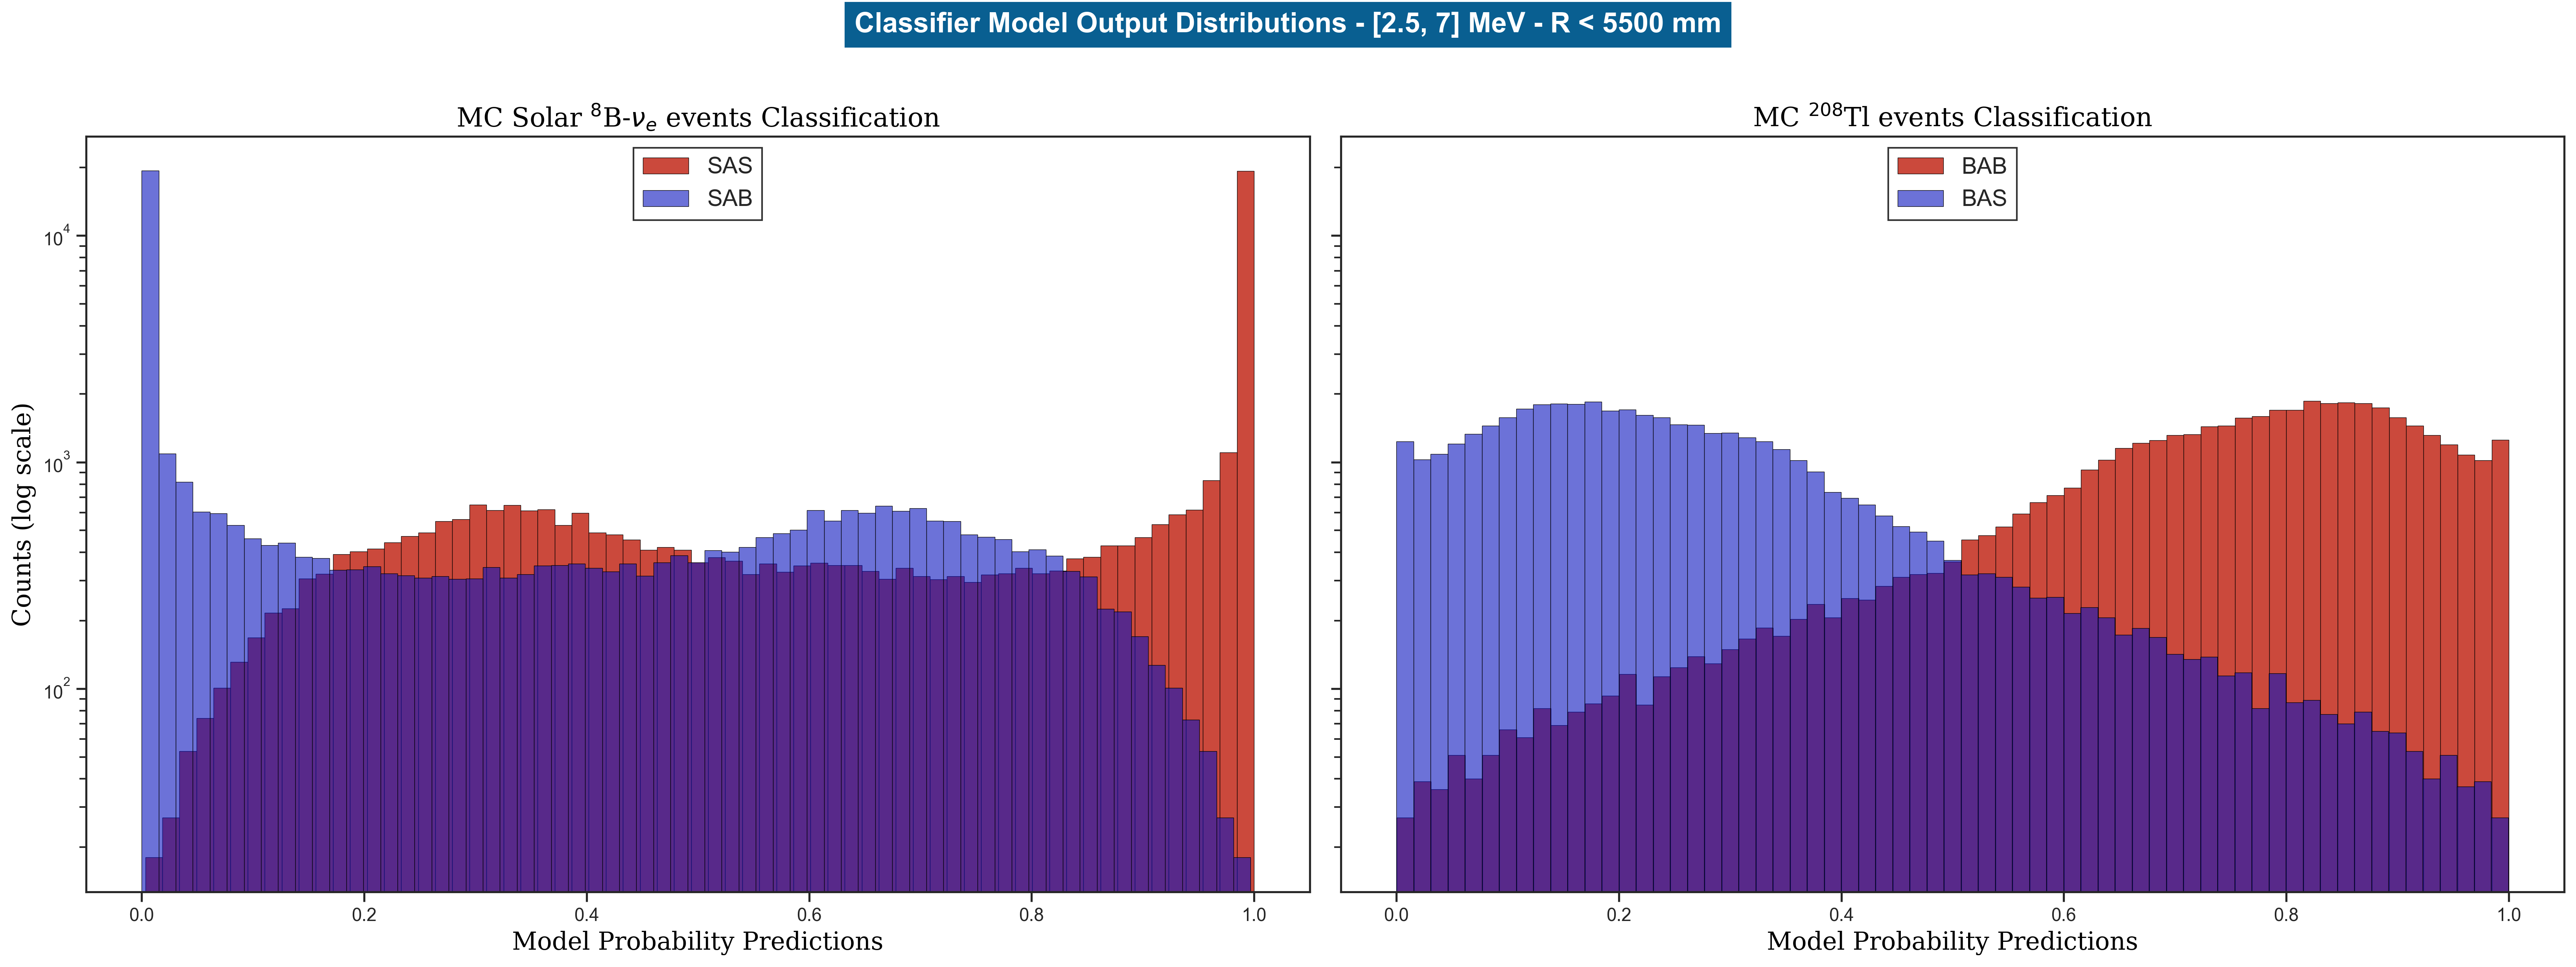 Classifier Model Output Distributions - [2.5, 7] MeV - R < 5500 mm
MC Solar ⁸B-νₑ events Classification
SAS
SAB
Counts (log scale)
10⁴
10³
10²
0.0 0.2 0.4 0.6 0.8 1.0
Model Probability Predictions
MC ²⁰⁸Tl events Classification
BAB
BAS
0.0 0.2 0.4 0.6 0.8 1.0
Model Probability Predictions